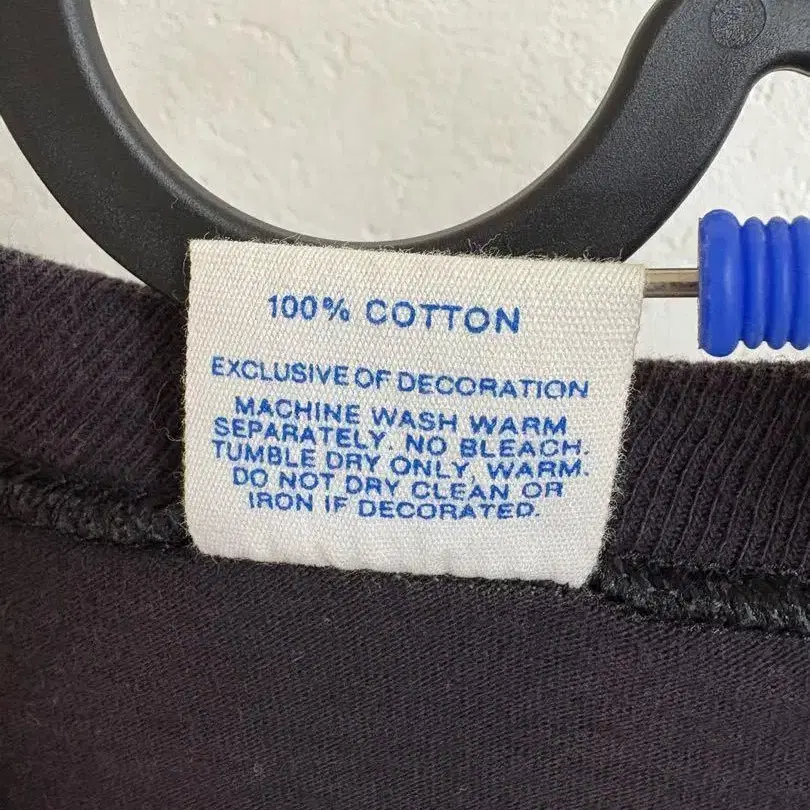 100% COTTON
EXCLUSIVE OF DECORATION
MACHINE WASH WARM
SEPARATELY. NO BLEACH.
TUMBLE DRY ONLY, WARM.
DO NOT DRY CLEAN OR
IRON IF DECORATED.